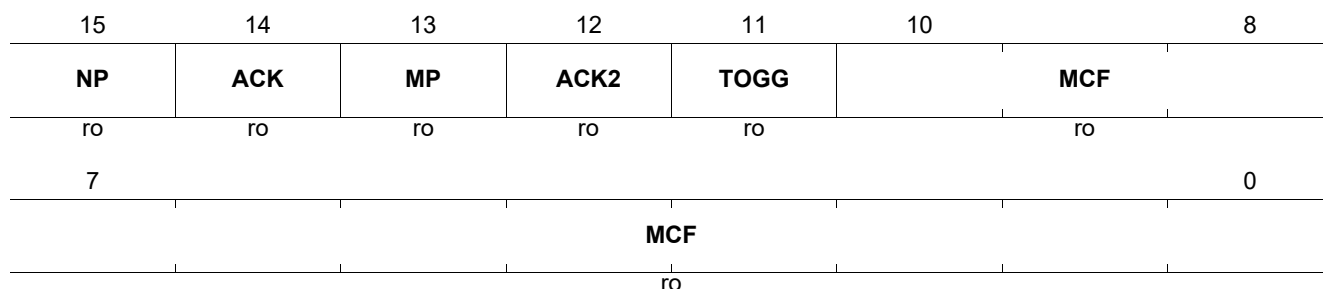 15 14 13 12 11 10 8
NP ACK MP ACK2 TOGG MCF
ro ro ro ro ro ro
7 0
MCF
ro